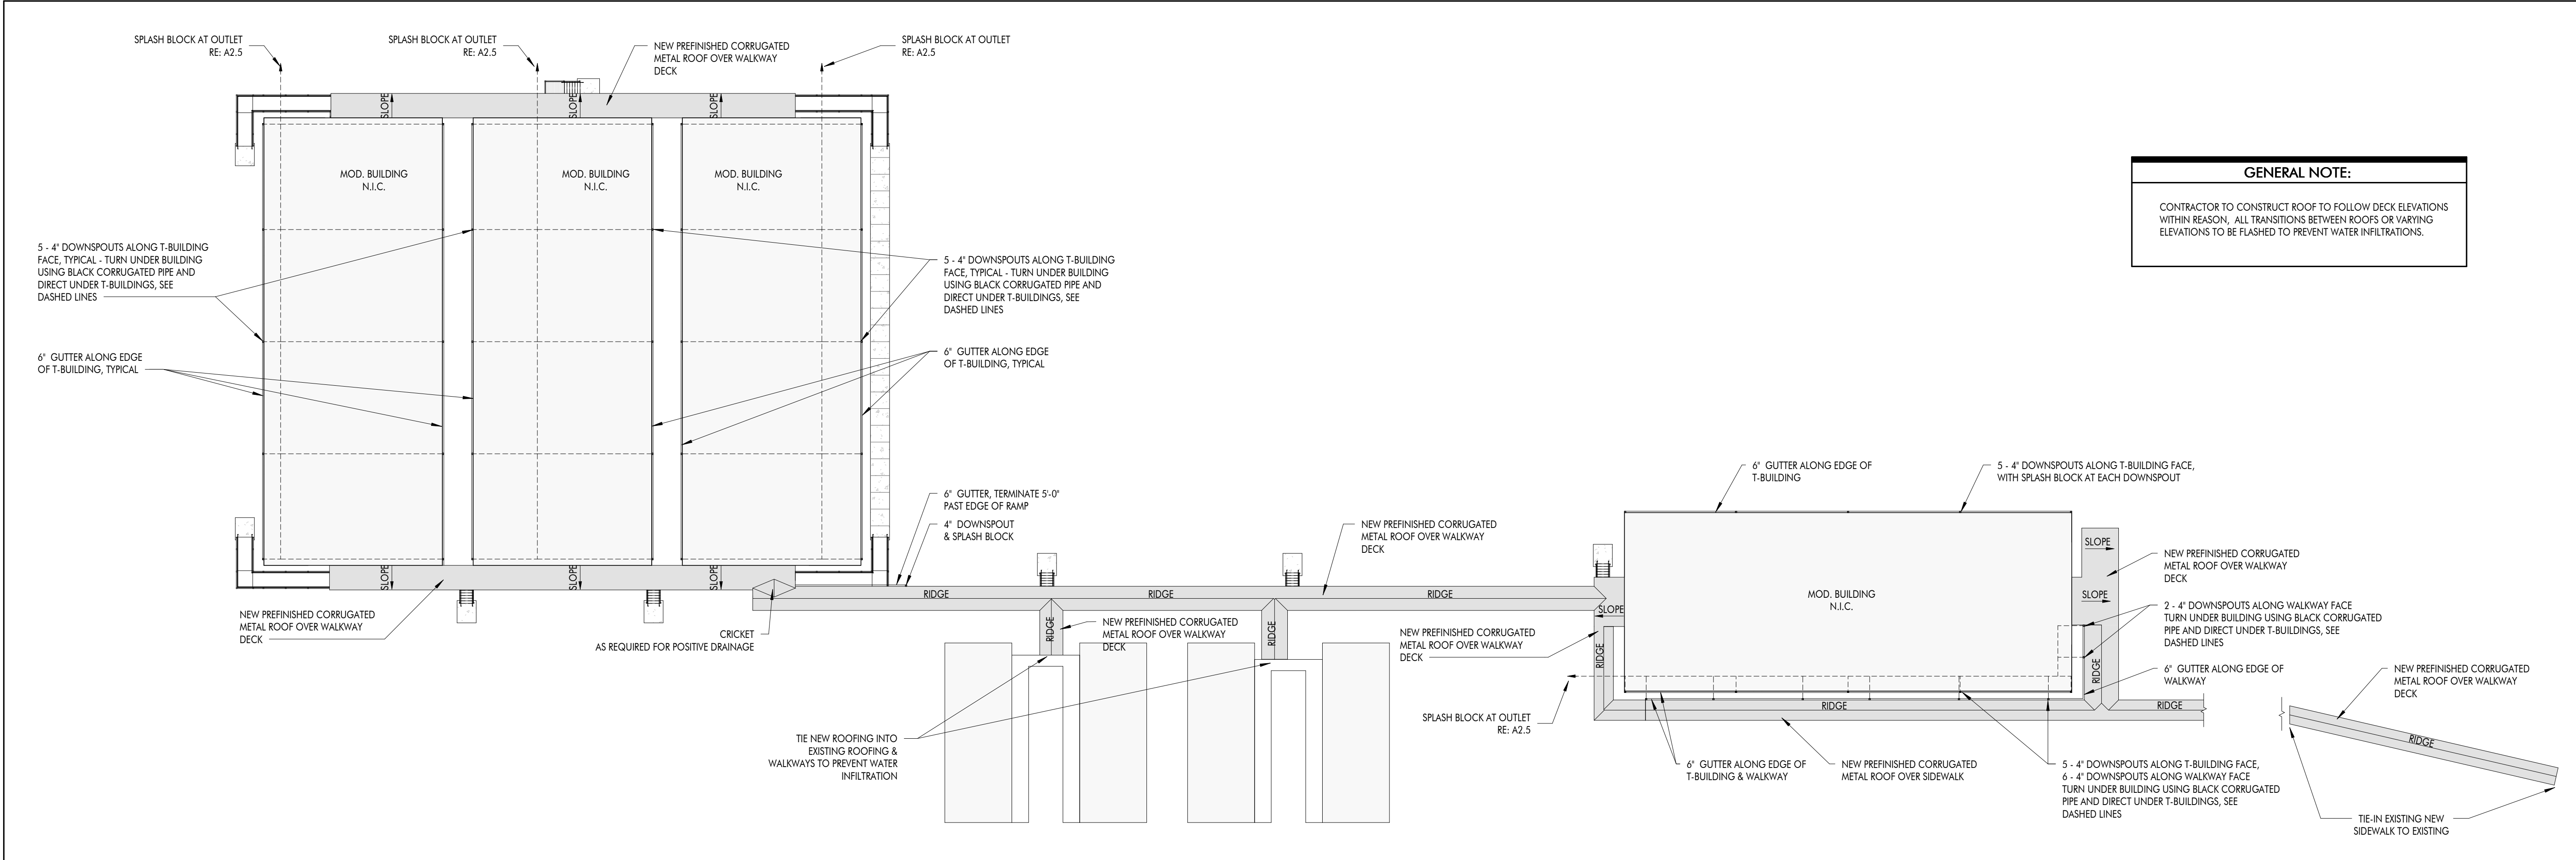 SPLASH BLOCK AT OUTLET
RE: A2.5
SPLASH BLOCK AT OUTLET
RE: A2.5
NEW PREFINISHED CORRUGATED
METAL ROOF OVER WALKWAY
DECK
SPLASH BLOCK AT OUTLET
RE: A2.5
SLOPE
SLOPE
SLOPE
MOD. BUILDING
N.I.C.
MOD. BUILDING
N.I.C.
MOD. BUILDING
N.I.C.
GENERAL NOTE:
CONTRACTOR TO CONSTRUCT ROOF TO FOLLOW DECK ELEVATIONS
WITHIN REASON, ALL TRANSITIONS BETWEEN ROOFS OR VARYING
ELEVATIONS TO BE FLASHED TO PREVENT WATER INFILTRATIONS.
5 - 4" DOWNSPOUTS ALONG T-BUILDING
FACE, TYPICAL - TURN UNDER BUILDING
USING BLACK CORRUGATED PIPE AND
DIRECT UNDER T-BUILDINGS, SEE
DASHED LINES
5 - 4" DOWNSPOUTS ALONG T-BUILDING
FACE, TYPICAL - TURN UNDER BUILDING
USING BLACK CORRUGATED PIPE AND
DIRECT UNDER T-BUILDINGS, SEE
DASHED LINES
6" GUTTER ALONG EDGE
OF T-BUILDING, TYPICAL
6" GUTTER ALONG EDGE
OF T-BUILDING, TYPICAL
6" GUTTER, TERMINATE 5'-0"
PAST EDGE OF RAMP
4" DOWNSPOUT
& SPLASH BLOCK
NEW PREFINISHED CORRUGATED
METAL ROOF OVER WALKWAY
DECK
6" GUTTER ALONG EDGE OF
T-BUILDING
5 - 4" DOWNSPOUTS ALONG T-BUILDING FACE,
WITH SPLASH BLOCK AT EACH DOWNSPOUT
SLOPE
SLOPE
SLOPE
NEW PREFINISHED CORRUGATED
METAL ROOF OVER WALKWAY
DECK
CRICKET
AS REQUIRED FOR POSITIVE DRAINAGE
RIDGE
RIDGE
RIDGE
RIDGE
NEW PREFINISHED CORRUGATED
METAL ROOF OVER WALKWAY
DECK
RIDGE
NEW PREFINISHED CORRUGATED
METAL ROOF OVER WALKWAY
DECK
SLOPE
RIDGE
MOD. BUILDING
N.I.C.
SLOPE
SLOPE
NEW PREFINISHED CORRUGATED
METAL ROOF OVER WALKWAY
DECK
2 - 4" DOWNSPOUTS ALONG WALKWAY FACE
TURN UNDER BUILDING USING BLACK CORRUGATED
PIPE AND DIRECT UNDER T-BUILDINGS, SEE
DASHED LINES
RIDGE
6" GUTTER ALONG EDGE OF
WALKWAY
NEW PREFINISHED CORRUGATED
METAL ROOF OVER WALKWAY
DECK
RIDGE
RIDGE
RIDGE
SPLASH BLOCK AT OUTLET
RE: A2.5
TIE NEW ROOFING INTO
EXISTING ROOFING &
WALKWAYS TO PREVENT WATER
INFILTRATION
6" GUTTER ALONG EDGE OF
T-BUILDING & WALKWAY
NEW PREFINISHED CORRUGATED
METAL ROOF OVER SIDEWALK
5 - 4" DOWNSPOUTS ALONG T-BUILDING FACE,
6 - 4" DOWNSPOUTS ALONG WALKWAY FACE
TURN UNDER BUILDING USING BLACK CORRUGATED
PIPE AND DIRECT UNDER T-BUILDINGS, SEE
DASHED LINES
TIE-IN EXISTING NEW
SIDEWALK TO EXISTING